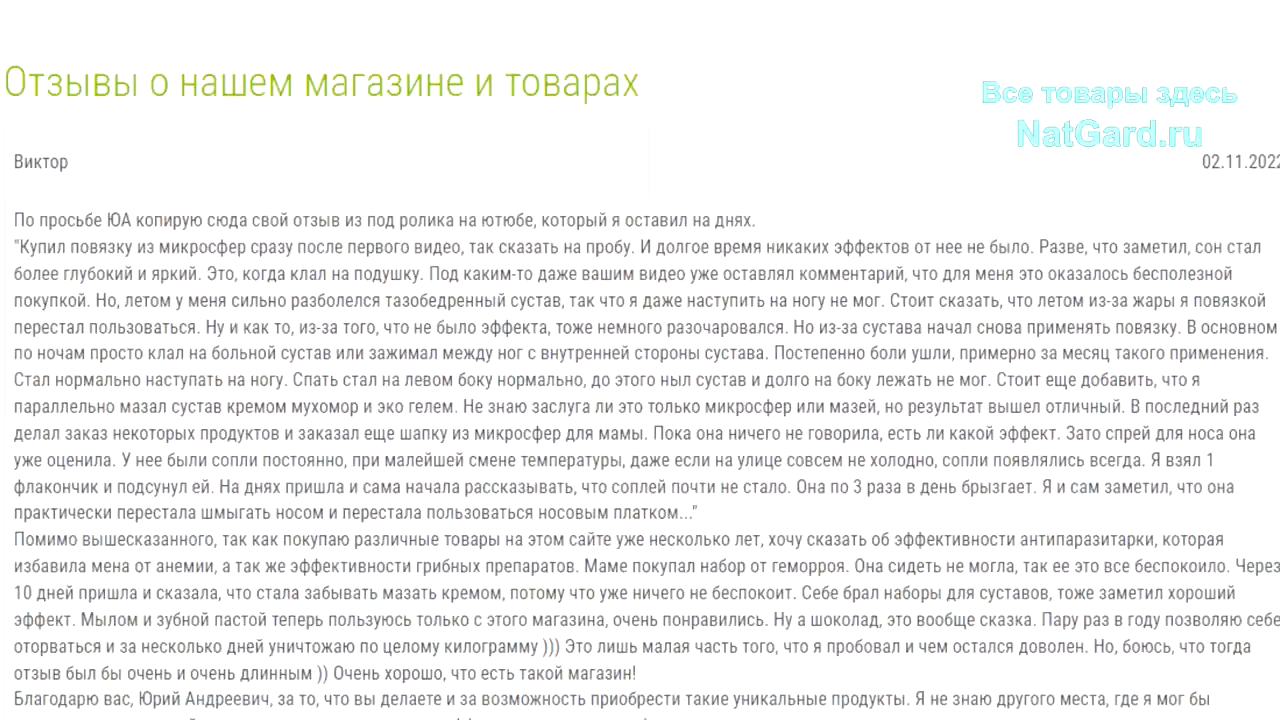 Отзывы о нашем магазине и товарах
Все товары здесь
NatGard.ru
Виктор
02.11.2022
По просьбе ЮА копирую сюда свой отзыв из под ролика на ютюбе, который я оставил на днях.
"Купил повязку из микросфер сразу после первого видео, так сказать на пробу. И долгое время никаких эффектов от нее не было. Разве, что заметил, сон стал
более глубокий и яркий. Это, когда клал на подушку. Под каким-то даже вашим видео уже оставлял комментарий, что для меня это оказалось бесполезной
покупкой. Но, летом у меня сильно разболелся тазобедренный сустав, так что я даже наступить на ногу не мог. Стоит сказать, что летом из-за жары я повязкой
перестал пользоваться. Ну и как то, из-за того, что не было эффекта, тоже немного разочаровался. Но из-за сустава начал снова применять повязку. В основном
по ночам просто клал на больной сустав или зажимал между ног с внутренней стороны сустава. Постепенно боли ушли, примерно за месяц такого применения.
Стал нормально наступать на ногу. Спать стал на левом боку нормально, до этого ныл сустав и долго на боку лежать не мог. Стоит еще добавить, что я
параллельно мазал сустав кремом мухомор и эко гелем. Не знаю заслуга ли это только микросфер или мазей, но результат вышел отличный. В последний раз
делал заказ некоторых продуктов и заказал еще шапку из микросфер для мамы. Пока она ничего не говорила, есть ли какой эффект. Зато спрей для носа она
уже оценила. У нее были сопли постоянно, при малейшей смене температуры, даже если на улице совсем не холодно, сопли появлялись всегда. Я взял 1
флакончик и подсунул ей. На днях пришла и сама начала рассказывать, что соплей почти не стало. Она по 3 раза в день брызгает. Я и сам заметил, что она
практически перестала шмыгать носом и перестала пользоваться носовым платком..."
Помимо вышесказанного, так как покупаю различные товары на этом сайте уже несколько лет, хочу сказать об эффективности антипаразитарки, которая
избавила мена от анемии, а так же эффективности грибных препаратов. Маме покупал набор от геморроя. Она сидеть не могла, так ее это все беспокоило. Через
10 дней пришла и сказала, что стала забывать мазать кремом, потому что уже ничего не беспокоит. Себе брал наборы для суставов, тоже заметил хороший
эффект. Мылом и зубной пастой теперь пользуюсь только с этого магазина, очень понравились. Ну а шоколад, это вообще сказка. Пару раз в году позволяю себе
оторваться и за несколько дней уничтожаю по целому килограмму ))) Это лишь малая часть того, что я пробовал и чем остался доволен. Но, боюсь, что тогда
отзыв был бы очень и очень длинным )) Очень хорошо, что есть такой магазин!
Благодарю вас, Юрий Андреевич, за то, что вы делаете и за возможность приобрести такие уникальные продукты. Я не знаю другого места, где я мог бы